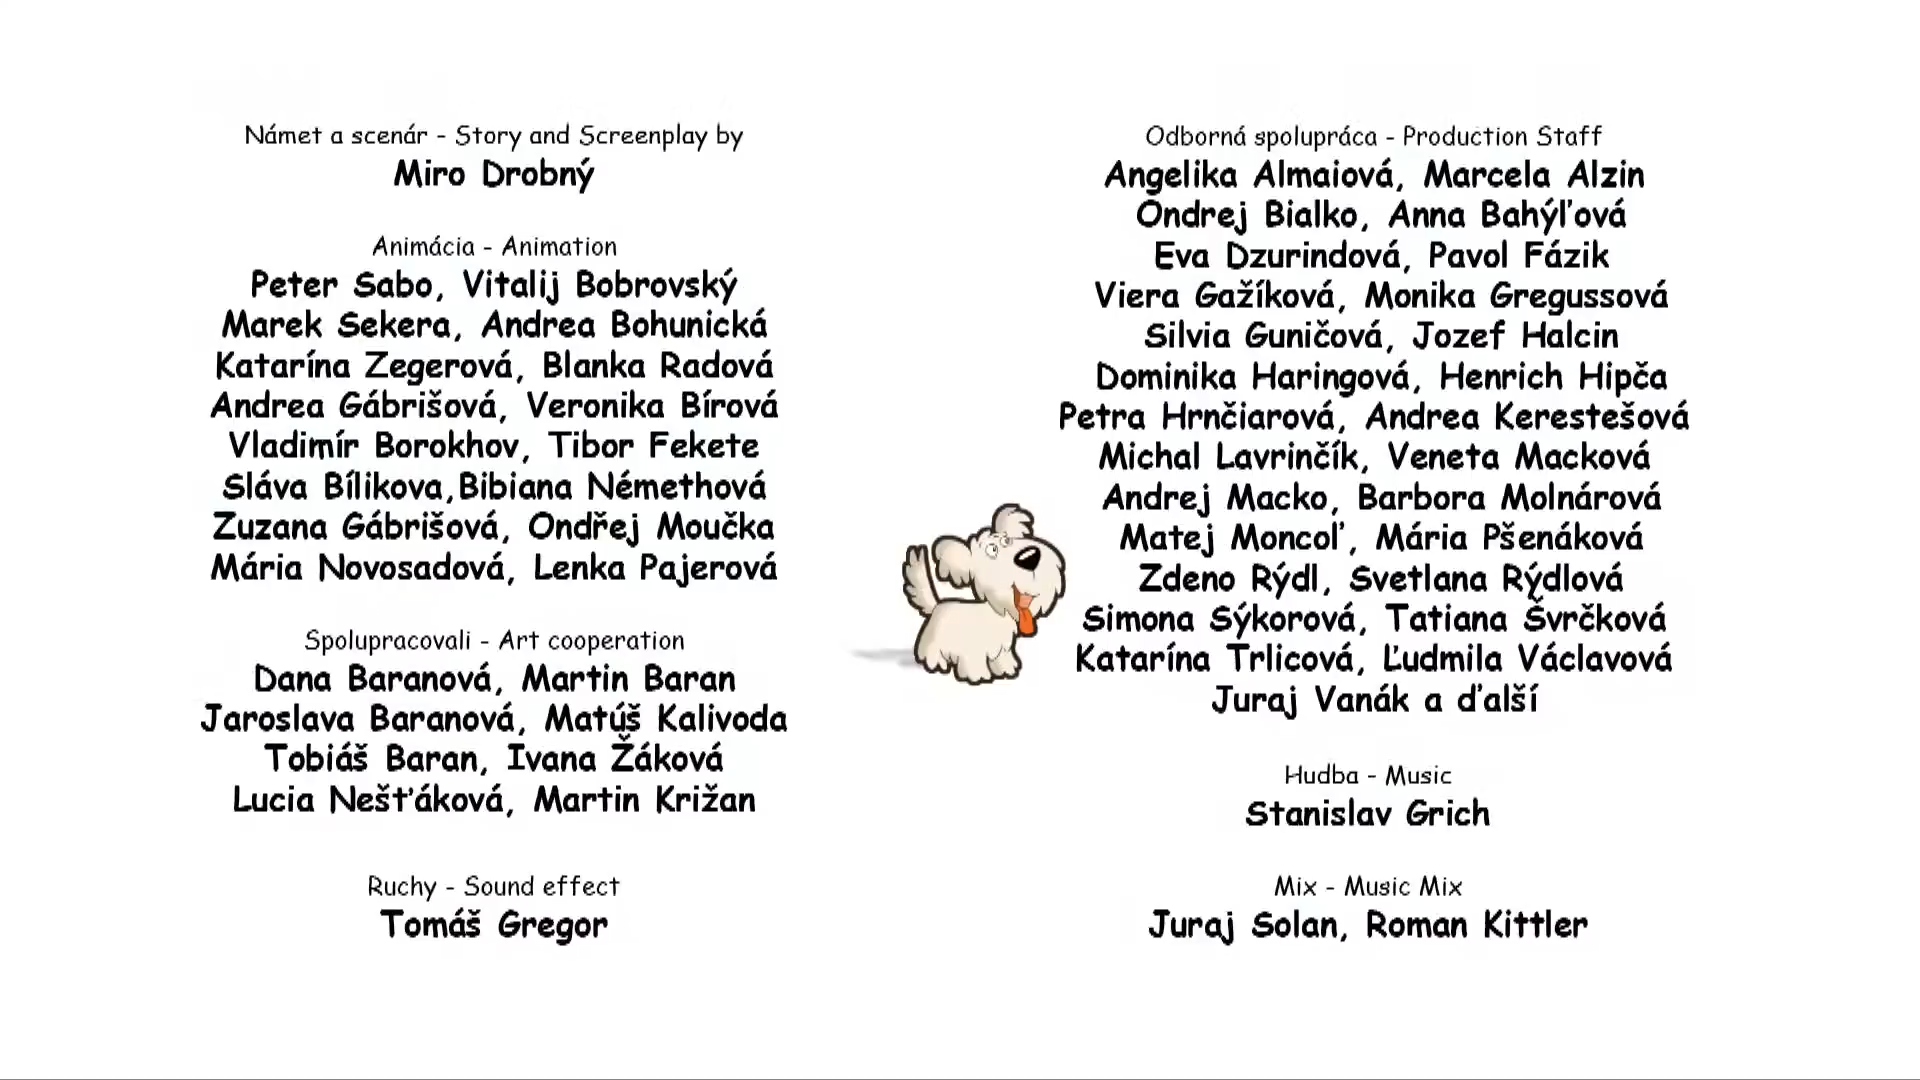 Námet a scenár - Story and Screenplay by
Miro Drobný
Animácia - Animation
Peter Sabo, Vitalij Bobrovský
Marek Sekera, Andrea Bohunická
Katarína Zegerová, Blanka Radová
Andrea Gábrišová, Veronika Bírová
Vladimír Borokhov, Tibor Fekete
Sláva Bílikova,Bibiana Némethová
Zuzana Gábrišová, Ondřej Moučka
Mária Novosadová, Lenka Pajerová
Spolupracovali - Art cooperation
Dana Baranová, Martin Baran
Jaroslava Baranová, Matúš Kalivoda
Tobiáš Baran, Ivana Žáková
Lucia Nešťáková, Martin Križan
Ruchy - Sound effect
Tomáš Gregor
Odborná spolupráca - Production Staff
Angelika Almaiová, Marcela Alzin
Ondrej Bialko, Anna Bahýľová
Eva Dzurindová, Pavol Fázik
Viera Gažíková, Monika Gregussová
Silvia Guničová, Jozef Halcin
Dominika Haringová, Henrich Hipča
Petra Hrnčiarová, Andrea Kerestešová
Michal Lavrinčík, Veneta Macková
Andrej Macko, Barbora Molnárová
Matej Moncoľ, Mária Pšenáková
Zdeno Rýdl, Svetlana Rýdlová
Simona Sýkorová, Tatiana Švrčková
Katarína Trlicová, Ľudmila Václavová
Juraj Vanák a ďalší
Hudba - Music
Stanislav Grich
Mix - Music Mix
Juraj Solan, Roman Kittler